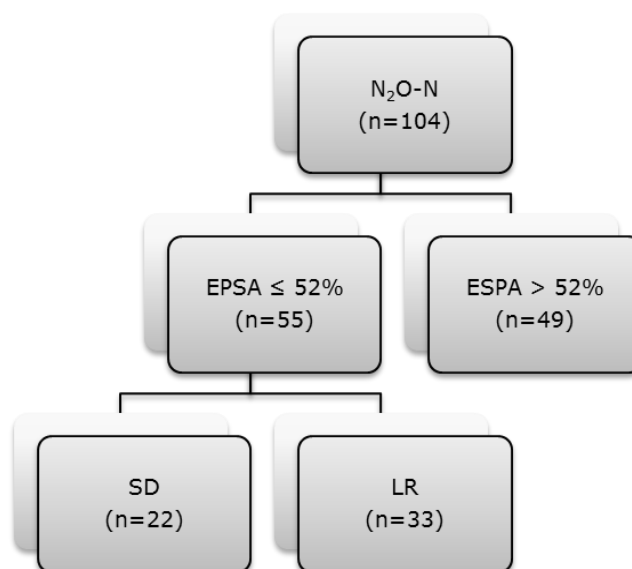 N₂O-N
(n=104)
EPSA ≤ 52%
(n=55)
ESPA > 52%
(n=49)
SD
(n=22)
LR
(n=33)